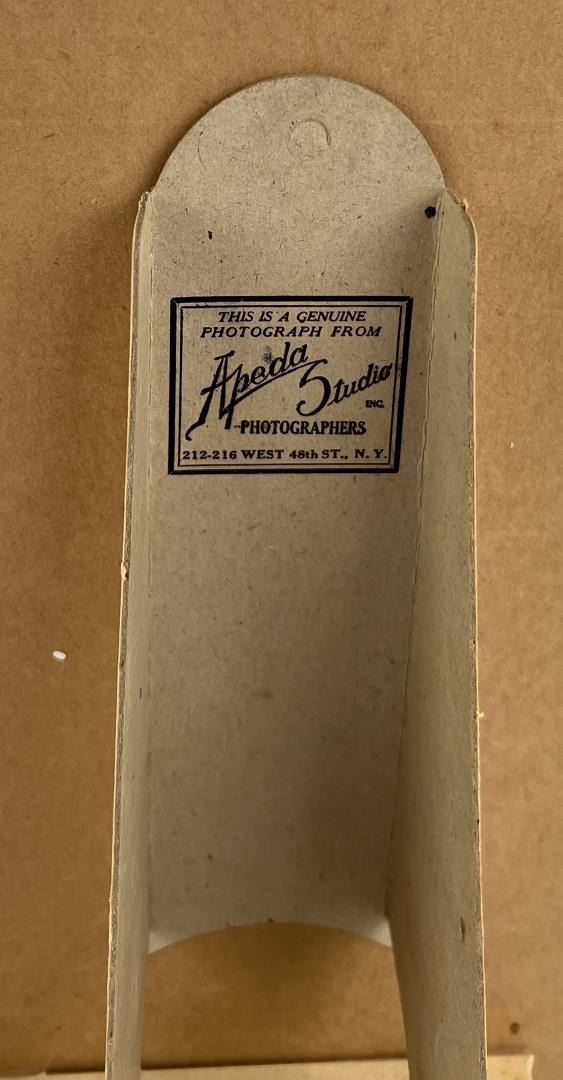 THIS IS A GENUINE
PHOTOGRAPH FROM
Apeda Studio
INC.
PHOTOGRAPHERS
212-216 WEST 48th ST., N. Y.